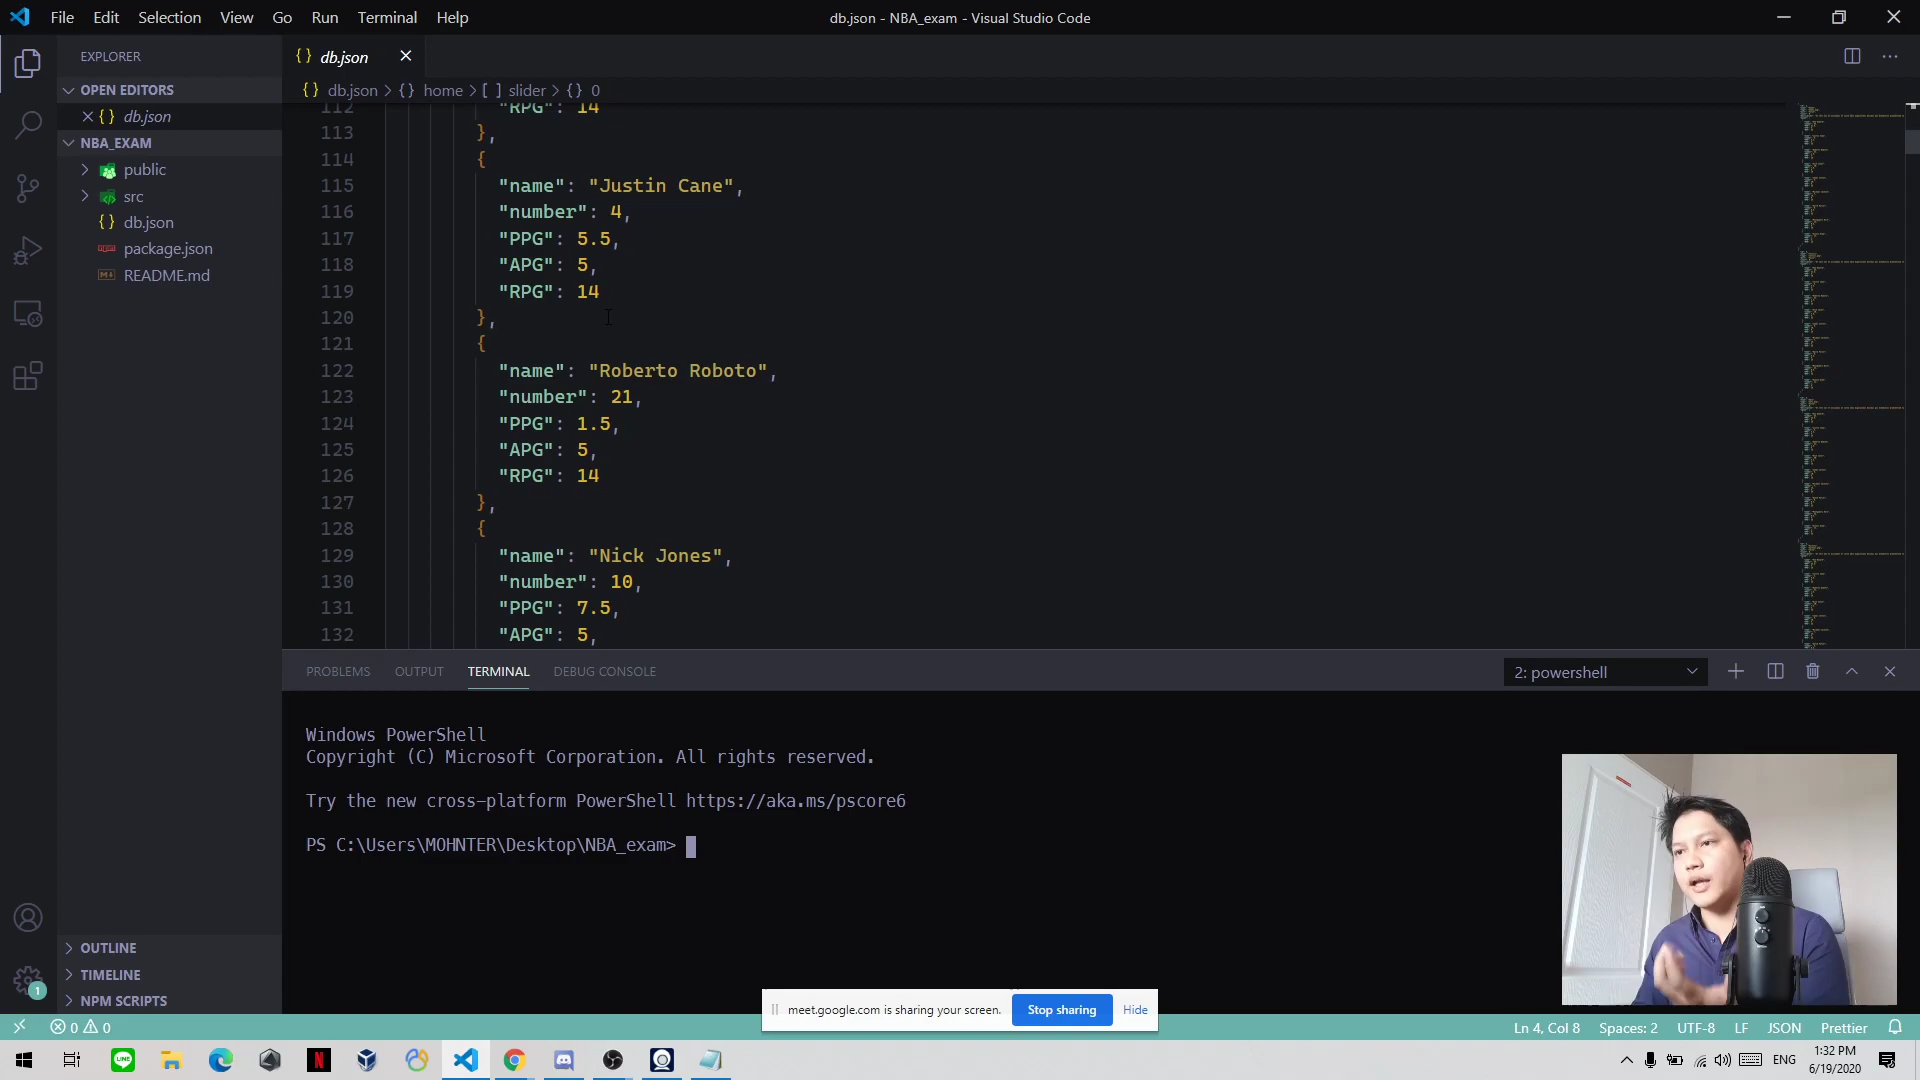 File Edit Selection View Go Run Terminal Help
db.json - NBA_exam - Visual Studio Code
EXPLORER
OPEN EDITORS
db.json
NBA_EXAM
public
src
db.json
package.json
README.md
OUTLINE
TIMELINE
NPM SCRIPTS
db.json
db.json > {} home > [ ] slider > {} 0
112 "RPG": 14
113 },
114 {
115 "name": "Justin Cane",
116 "number": 4,
117 "PPG": 5.5,
118 "APG": 5,
119 "RPG": 14
120 },
121 {
122 "name": "Roberto Roboto",
123 "number": 21,
124 "PPG": 1.5,
125 "APG": 5,
126 "RPG": 14
127 },
128 {
129 "name": "Nick Jones",
130 "number": 10,
131 "PPG": 7.5,
132 "APG": 5,
PROBLEMS OUTPUT TERMINAL DEBUG CONSOLE
2: powershell
Windows PowerShell
Copyright (C) Microsoft Corporation. All rights reserved.
Try the new cross-platform PowerShell https://aka.ms/pscore6
PS C:\Users\MOHNTER\Desktop\NBA_exam>
meet.google.com is sharing your screen. Stop sharing Hide
1
0 0
Ln 4, Col 8 Spaces: 2 UTF-8 LF JSON Prettier
LINE
N
ENG
1:32 PM
6/19/2020